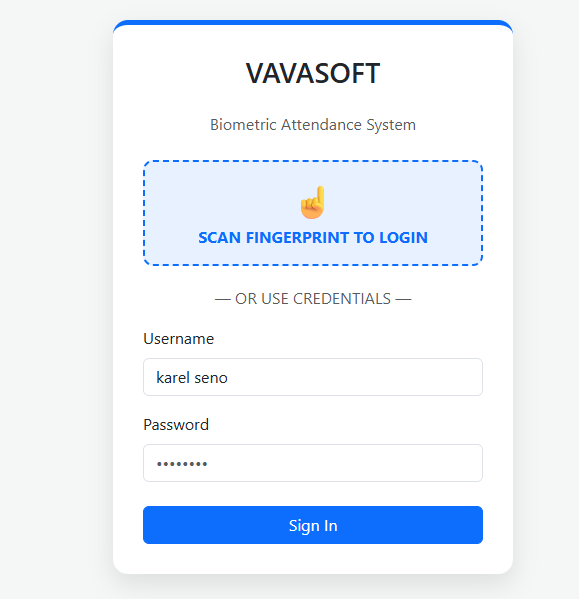 VAVASOFT
Biometric Attendance System
☝
SCAN FINGERPRINT TO LOGIN
— OR USE CREDENTIALS —
Username
karel seno
Password
••••••••
Sign In